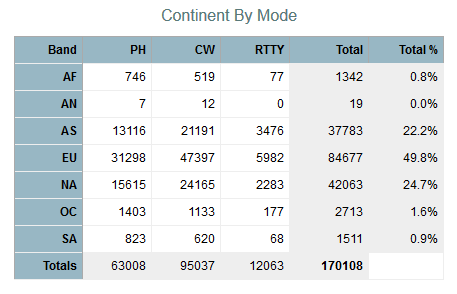 Continent By Mode
Band PH CW RTTY Total Total %
AF 746 519 77 1342 0.8%
AN 7 12 0 19 0.0%
AS 13116 21191 3476 37783 22.2%
EU 31298 47397 5982 84677 49.8%
NA 15615 24165 2283 42063 24.7%
OC 1403 1133 177 2713 1.6%
SA 823 620 68 1511 0.9%
Totals 63008 95037 12063 170108